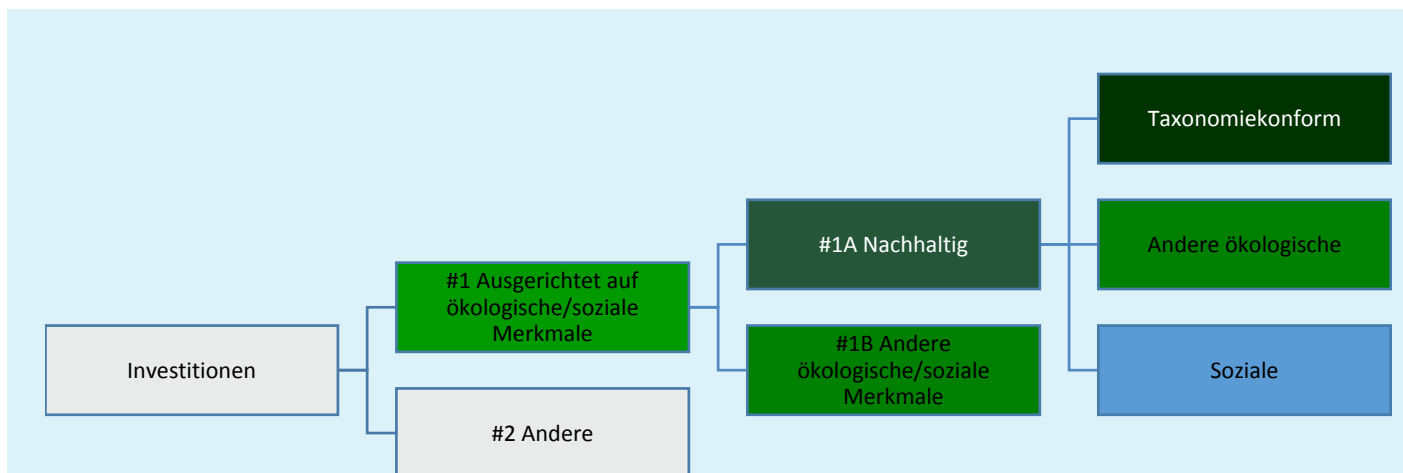 Investitionen
#1 Ausgerichtet auf
ökologische/soziale
Merkmale
#2 Andere
#1A Nachhaltig
#1B Andere
ökologische/soziale
Merkmale
Taxonomiekonform
Andere ökologische
Soziale